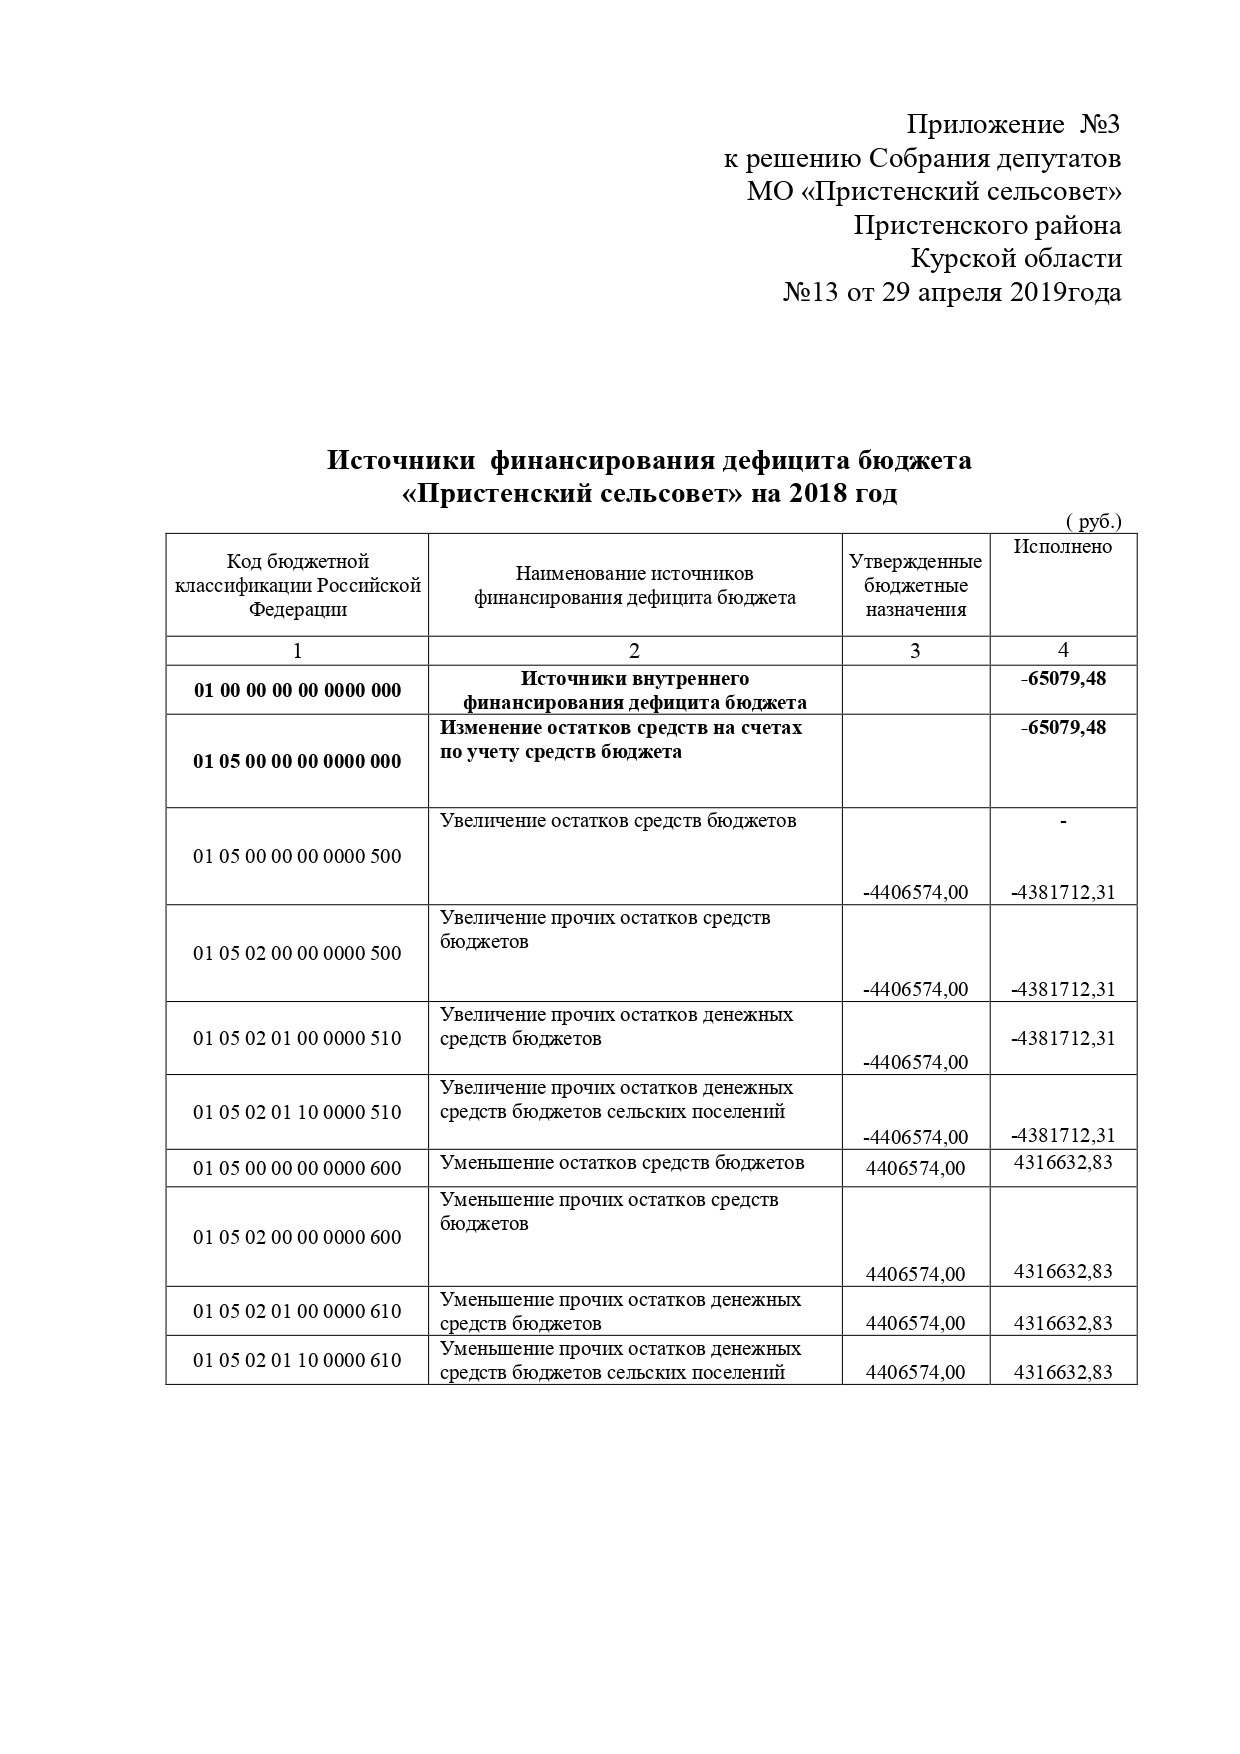 Приложение  №3
к решению Собрания депутатов
МО «Пристенский сельсовет»
Пристенского района
Курской области
№13 от 29 апреля 2019года
Источники  финансирования дефицита бюджета
«Пристенский сельсовет» на 2018 год
( руб.)
Код бюджетной
классификации Российской
Федерации
Наименование источников
финансирования дефицита бюджета
Утвержденные
бюджетные
назначения
Исполнено
1 2 3 4
01 00 00 00 00 0000 000
Источники внутреннего
финансирования дефицита бюджета
-65079,48
01 05 00 00 00 0000 000
Изменение остатков средств на счетах
по учету средств бюджета
-65079,48
01 05 00 00 00 0000 500
Увеличение остатков средств бюджетов
-4406574,00
-
-4381712,31
01 05 02 00 00 0000 500
Увеличение прочих остатков средств
бюджетов
-4406574,00
-4381712,31
01 05 02 01 00 0000 510
Увеличение прочих остатков денежных
средств бюджетов
-4406574,00
-4381712,31
01 05 02 01 10 0000 510
Увеличение прочих остатков денежных
средств бюджетов сельских поселений
-4406574,00
-4381712,31
01 05 00 00 00 0000 600
Уменьшение остатков средств бюджетов
4406574,00
4316632,83
01 05 02 00 00 0000 600
Уменьшение прочих остатков средств
бюджетов
4406574,00
4316632,83
01 05 02 01 00 0000 610
Уменьшение прочих остатков денежных
средств бюджетов
4406574,00
4316632,83
01 05 02 01 10 0000 610
Уменьшение прочих остатков денежных
средств бюджетов сельских поселений
4406574,00
4316632,83